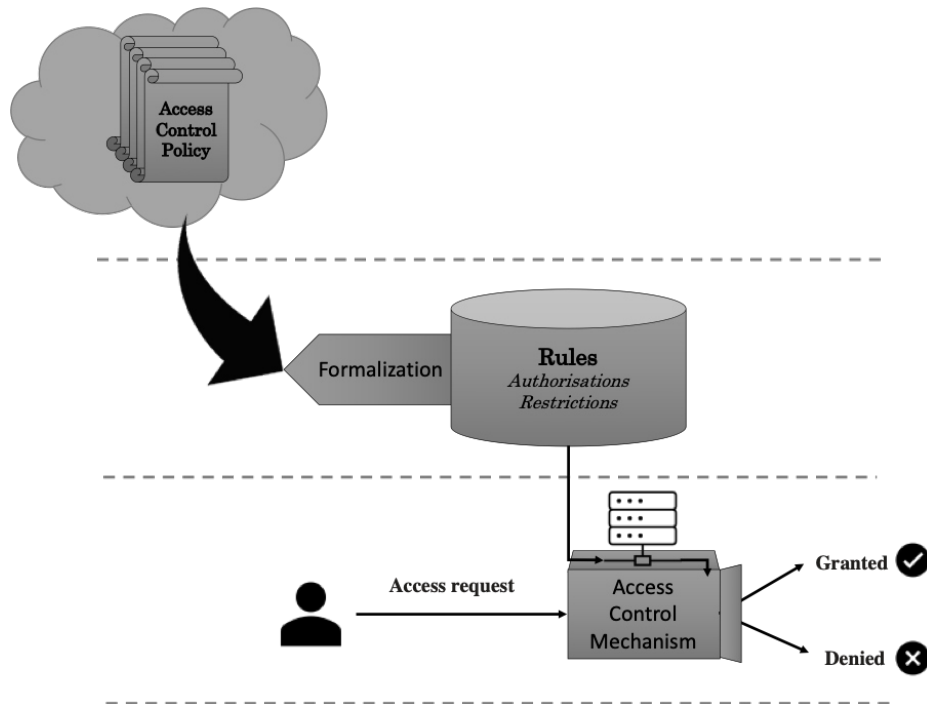 Access
Control
Policy
Formalization
Rules
Authorisations
Restrictions
Access request
Access
Control
Mechanism
Granted
Denied